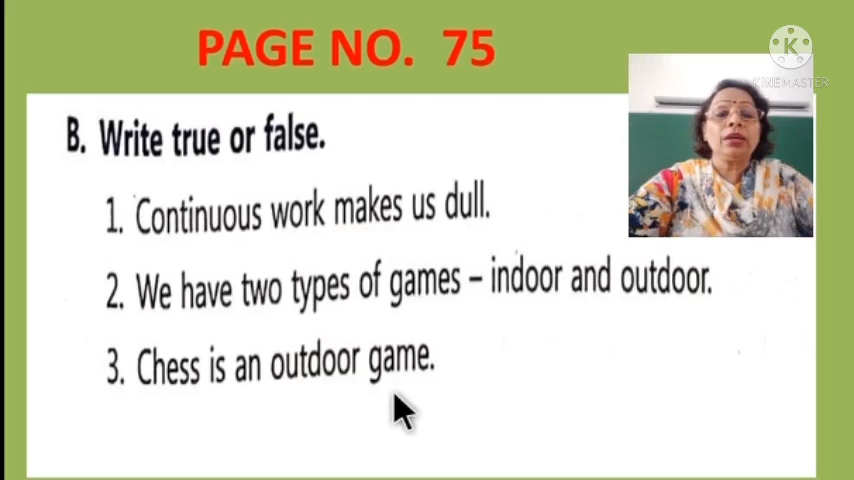 PAGE NO. 75
K
KINEMASTER
B. Write true or false.
1. Continuous work makes us dull.
2. We have two types of games – indoor and outdoor.
3. Chess is an outdoor game.